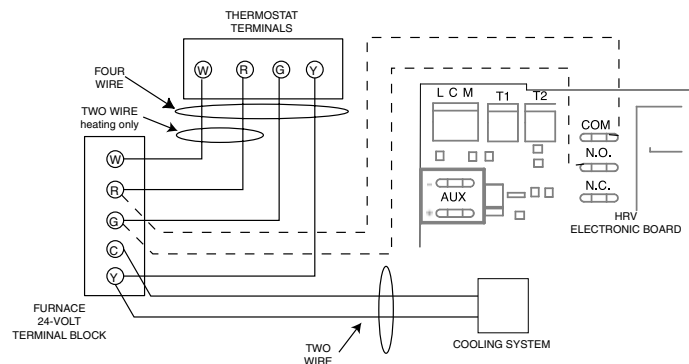 THERMOSTAT
TERMINALS
W R G Y
FOUR
WIRE
TWO WIRE
heating only
W
R
G
C
Y
FURNACE
24-VOLT
TERMINAL BLOCK
TWO
WIRE
COOLING SYSTEM
L C M T1 T2
COM
N.O.
N.C.
- 
AUX
+
HRV
ELECTRONIC BOARD